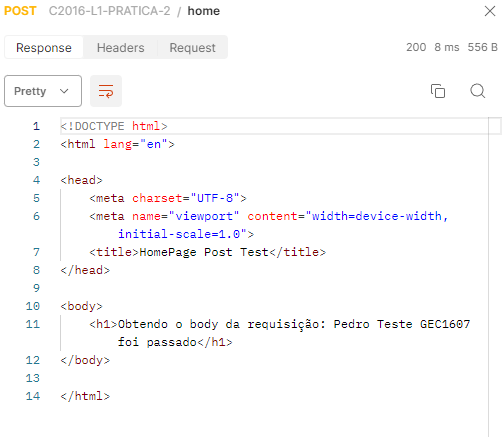 POST C2016-L1-PRATICA-2 / home
Response Headers Request 200 8 ms 556 B
Pretty
1 <!DOCTYPE html>
2 <html lang="en">
3
4 <head>
5 <meta charset="UTF-8">
6 <meta name="viewport" content="width=device-width,
initial-scale=1.0">
7 <title>HomePage Post Test</title>
8 </head>
9
10 <body>
11 <h1>Obtendo o body da requisição: Pedro Teste GEC1607
foi passado</h1>
12 </body>
13
14 </html>